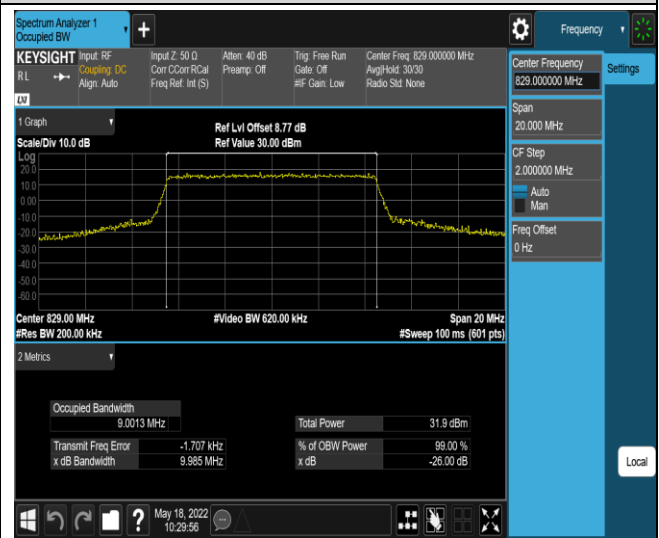 Spectrum Analyzer 1
Occupied BW
Frequency
KEYSIGHT
RL
LXI
Input: RF
Coupling: DC
Align: Auto
Input Z: 50 Ω
Corr CCorr RCal
Freq Ref: Int (S)
Atten: 40 dB
Preamp: Off
Trig: Free Run
Gate: Off
#IF Gain: Low
Center Freq: 829.000000 MHz
Avg|Hold: 30/30
Radio Std: None
Center Frequency
829.000000 MHz
Settings
Span
20.000 MHz
CF Step
2.000000 MHz
Auto
Man
Freq Offset
0 Hz
1 Graph
Scale/Div 10.0 dB
Ref Lvl Offset 8.77 dB
Ref Value 30.00 dBm
Log
20.0
10.0
0.00
-10.0
-20.0
-30.0
-40.0
-50.0
-60.0
Center 829.00 MHz
#Video BW 620.00 kHz
Span 20 MHz
#Res BW 200.00 kHz
#Sweep 100 ms (601 pts)
2 Metrics
Occupied Bandwidth
9.0013 MHz
Total Power 31.9 dBm
Transmit Freq Error -1.707 kHz
% of OBW Power 99.00 %
x dB Bandwidth 9.985 MHz
x dB -26.00 dB
Local
?
May 18, 2022
10:29:56